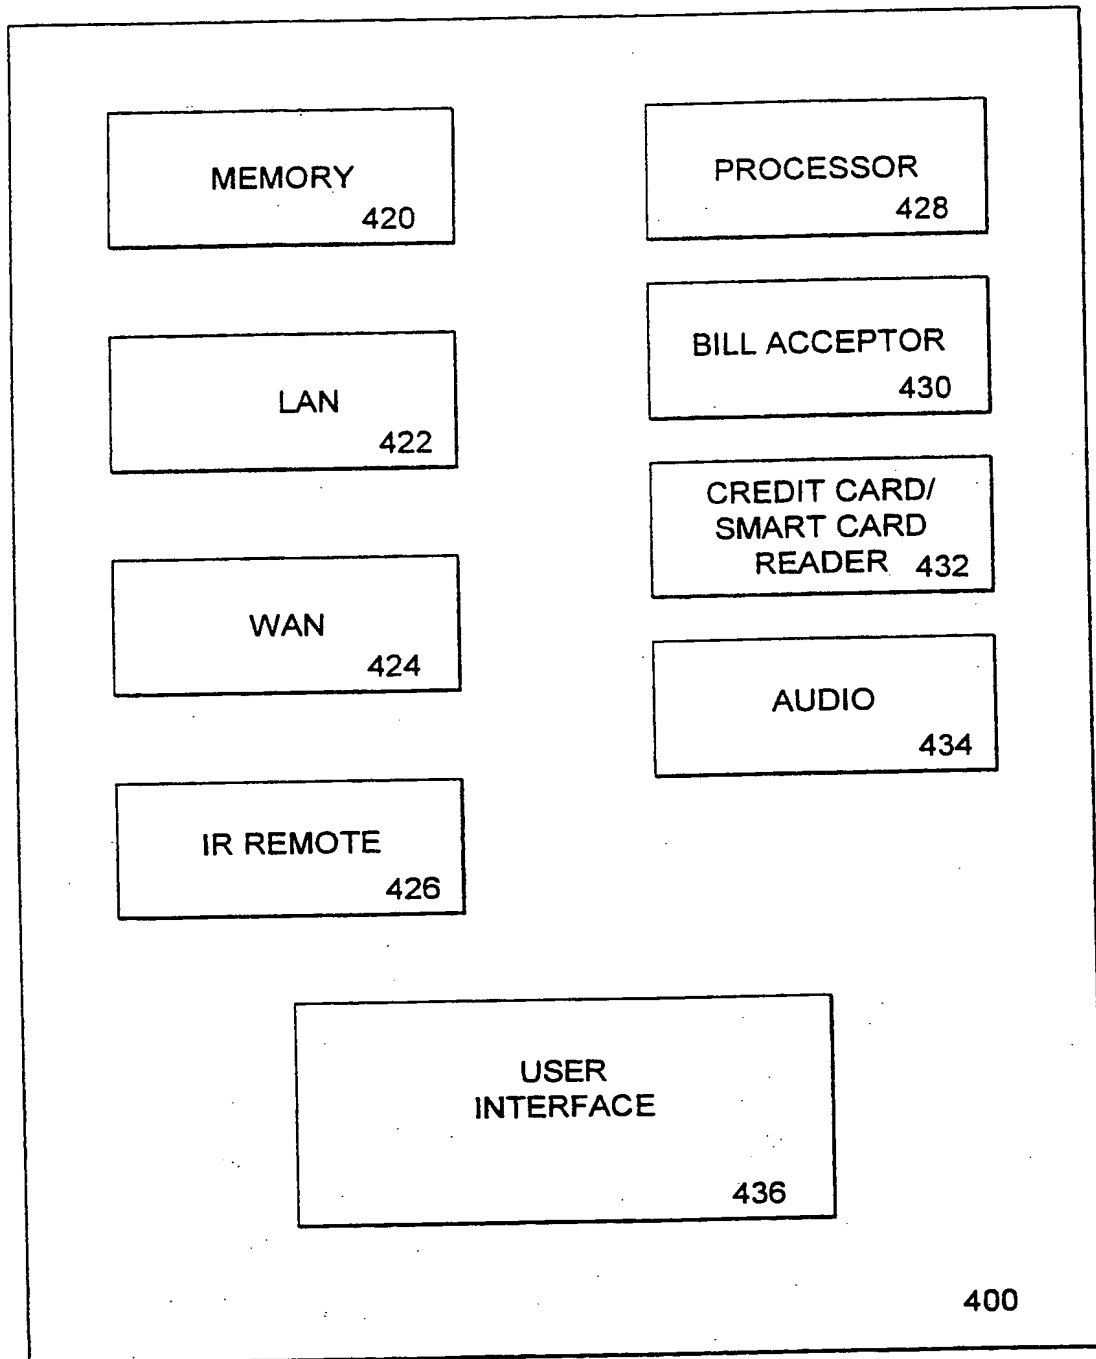 MEMORY
420
LAN
422
WAN
424
IR REMOTE
426
PROCESSOR
428
BILL ACCEPTOR
430
CREDIT CARD/
SMART CARD
READER 432
AUDIO
434
USER
INTERFACE
436
400